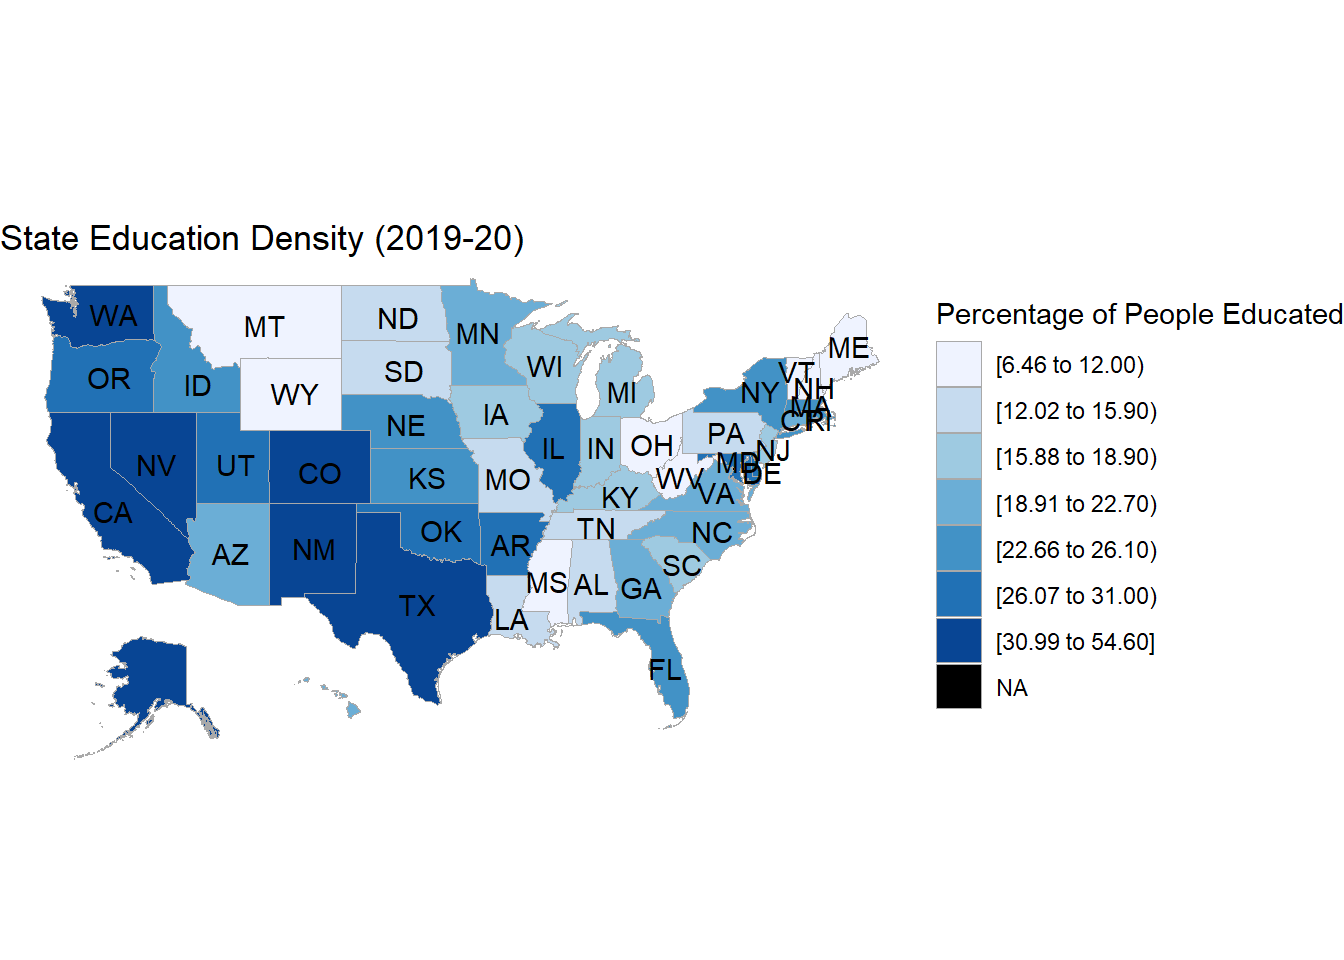 State Education Density (2019-20)
WA
MT
ND
MN
ME
OR
ID
WY
SD
WI
MI
VT
NH
NY
MA
CT
RI
NE
IA
PA
NV
UT
CO
KS
MO
IL
IN
OH
NJ
MD
DE
WV
VA
KY
CA
AZ
NM
OK
AR
TN
NC
SC
TX
LA
MS
AL
GA
FL
Percentage of People Educated
[6.46 to 12.00)
[12.02 to 15.90)
[15.88 to 18.90)
[18.91 to 22.70)
[22.66 to 26.10)
[26.07 to 31.00)
[30.99 to 54.60]
NA